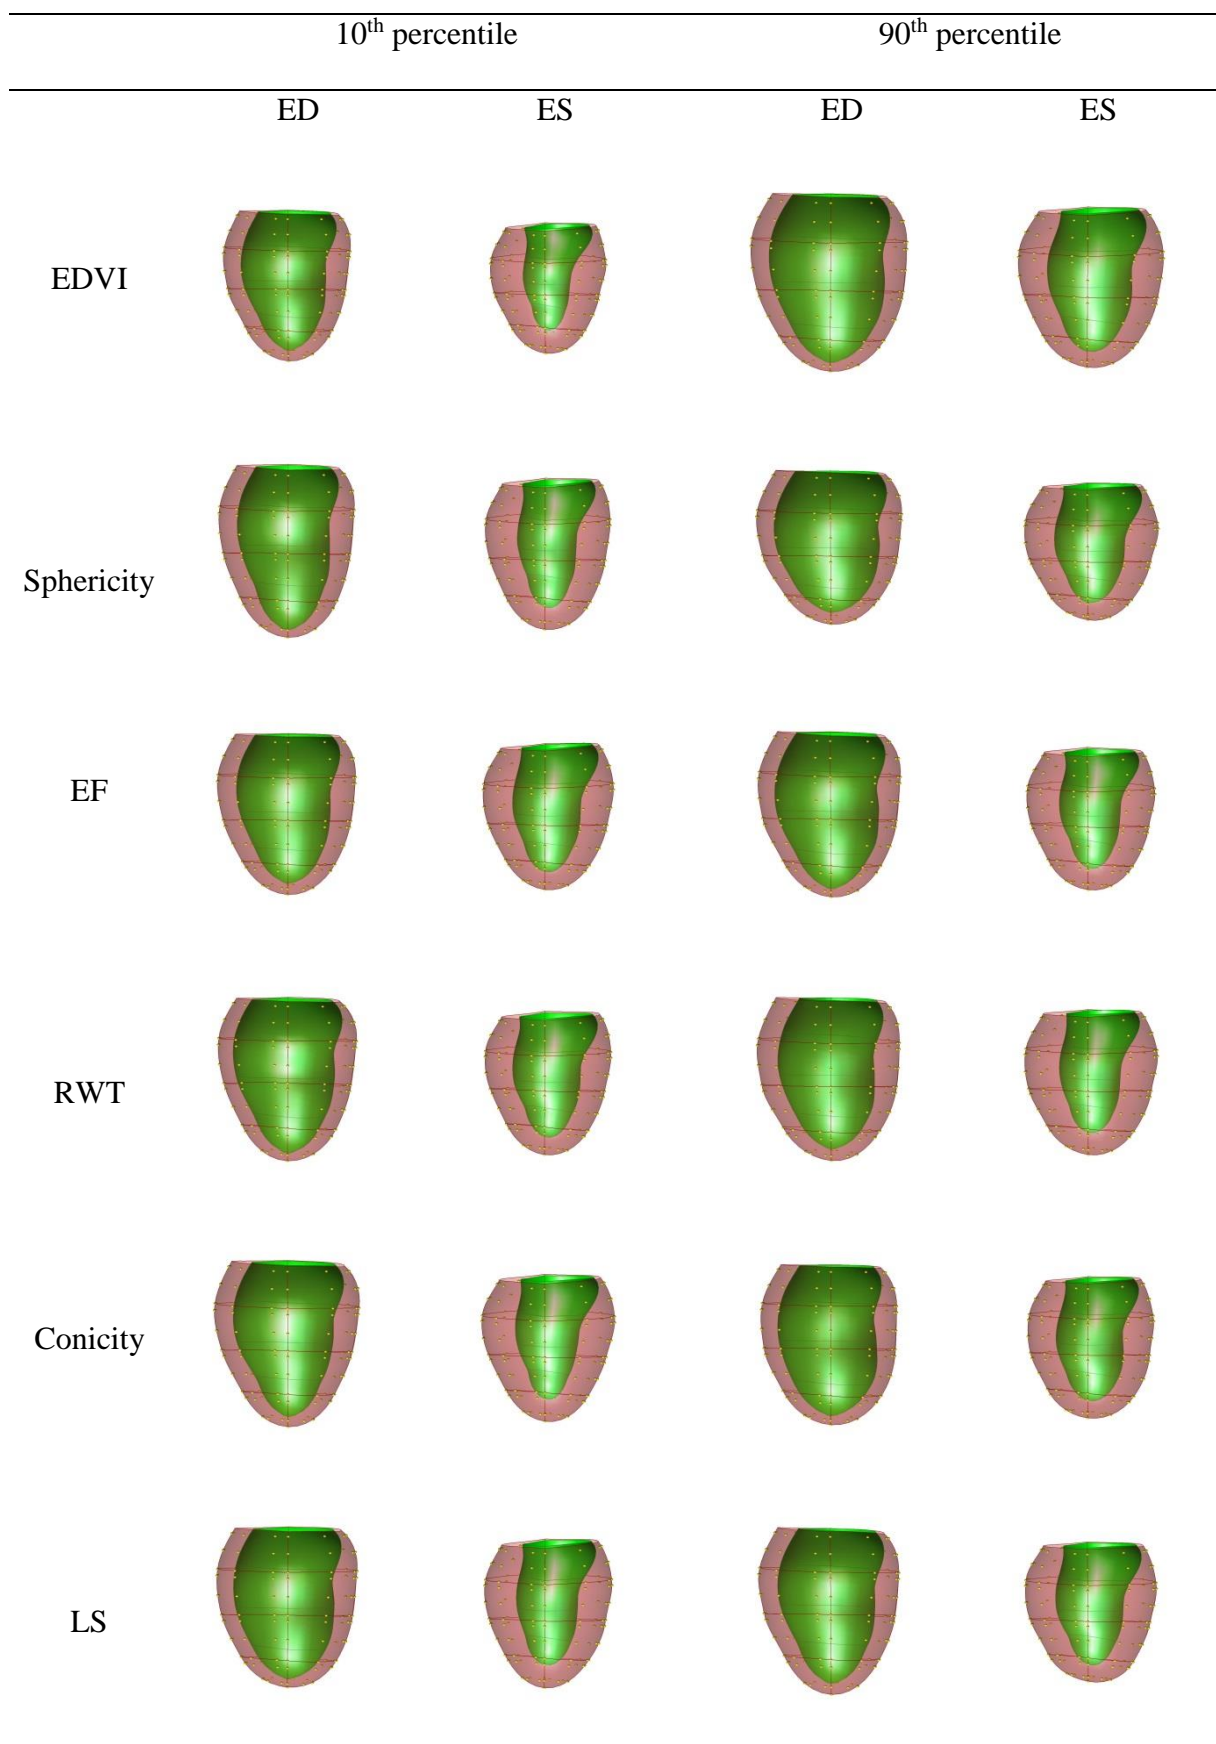 10th percentile 90th percentile
ED ES ED ES
EDVI
Sphericity
EF
RWT
Conicity
LS